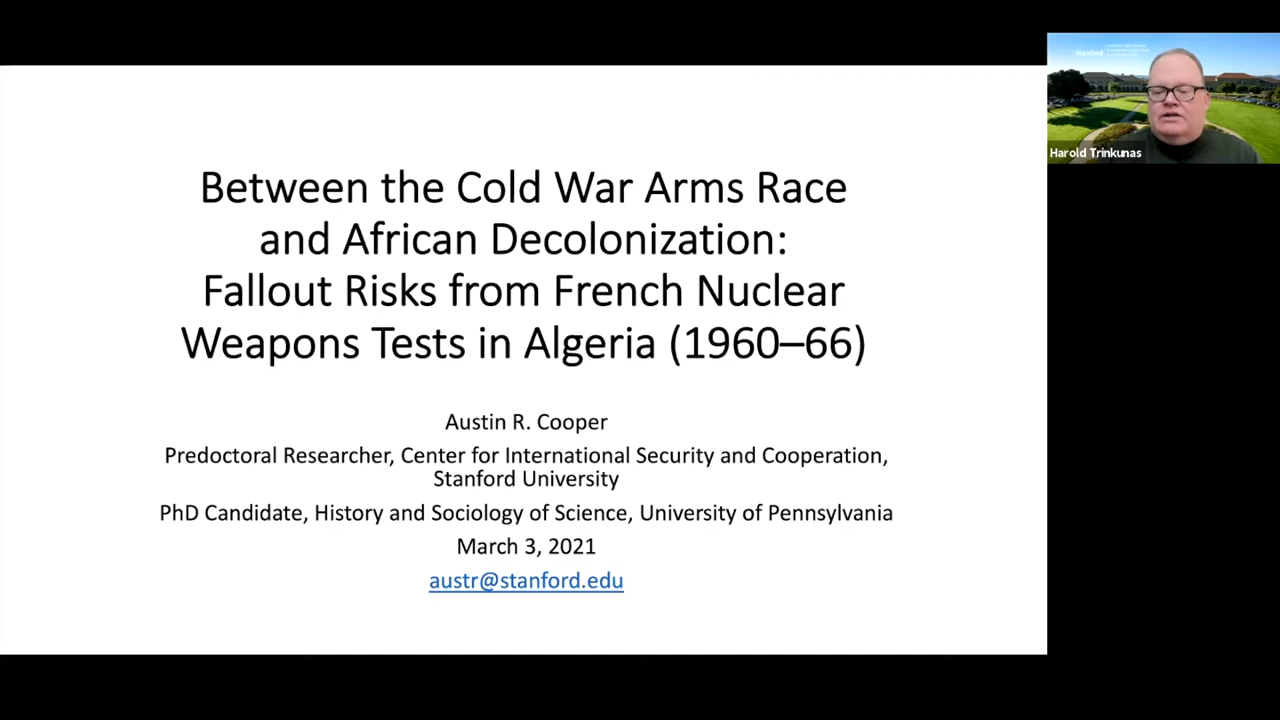 Between the Cold War Arms Race
and African Decolonization:
Fallout Risks from French Nuclear
Weapons Tests in Algeria (1960–66)
Austin R. Cooper
Predoctoral Researcher, Center for International Security and Cooperation,
Stanford University
PhD Candidate, History and Sociology of Science, University of Pennsylvania
March 3, 2021
austr@stanford.edu
Stanford
Harold Trinkunas